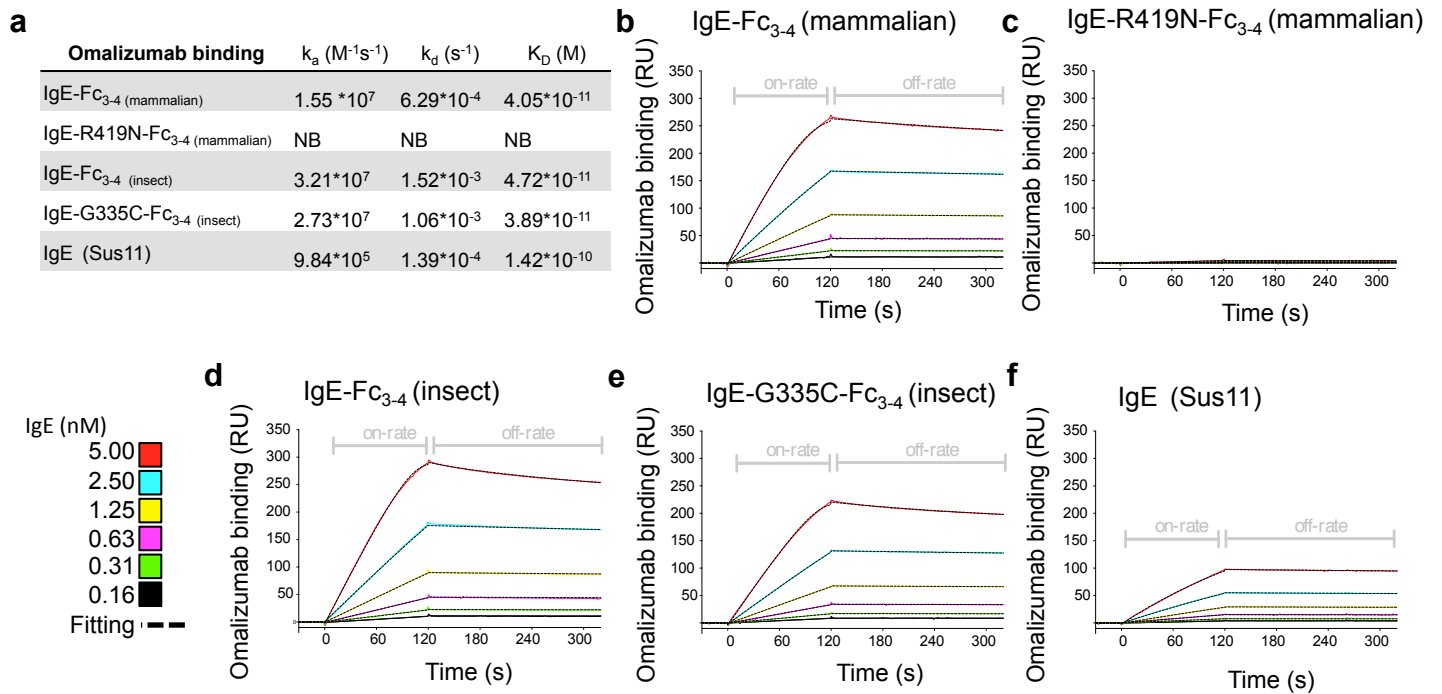 a
Omalizumab binding kₐ (M⁻¹s⁻¹) k_d (s⁻¹) K_D (M)
IgE-Fc₃₋₄ (mammalian) 1.55 *10⁷ 6.29*10⁻⁴ 4.05*10⁻¹¹
IgE-R419N-Fc₃₋₄ (mammalian) NB NB NB
IgE-Fc₃₋₄ (insect) 3.21*10⁷ 1.52*10⁻³ 4.72*10⁻¹¹
IgE-G335C-Fc₃₋₄ (insect) 2.73*10⁷ 1.06*10⁻³ 3.89*10⁻¹¹
IgE (Sus11) 9.84*10⁵ 1.39*10⁻⁴ 1.42*10⁻¹⁰
b
IgE-Fc₃₋₄ (mammalian)
Omalizumab binding (RU)
350
300
250
200
150
100
50
0
on-rate off-rate
0 60 120 180 240 300
Time (s)
c
IgE-R419N-Fc₃₋₄ (mammalian)
Omalizumab binding (RU)
350
300
250
200
150
100
50
0
0 60 120 180 240 300
Time (s)
IgE (nM)
5.00
2.50
1.25
0.63
0.31
0.16
Fitting
d
IgE-Fc₃₋₄ (insect)
Omalizumab binding (RU)
350
300
250
200
150
100
50
0
on-rate off-rate
0 60 120 180 240 300
Time (s)
e
IgE-G335C-Fc₃₋₄ (insect)
Omalizumab binding (RU)
350
300
250
200
150
100
50
0
on-rate off-rate
0 60 120 180 240 300
Time (s)
f
IgE (Sus11)
Omalizumab binding (RU)
350
300
250
200
150
100
50
0
on-rate off-rate
0 60 120 180 240 300
Time (s)